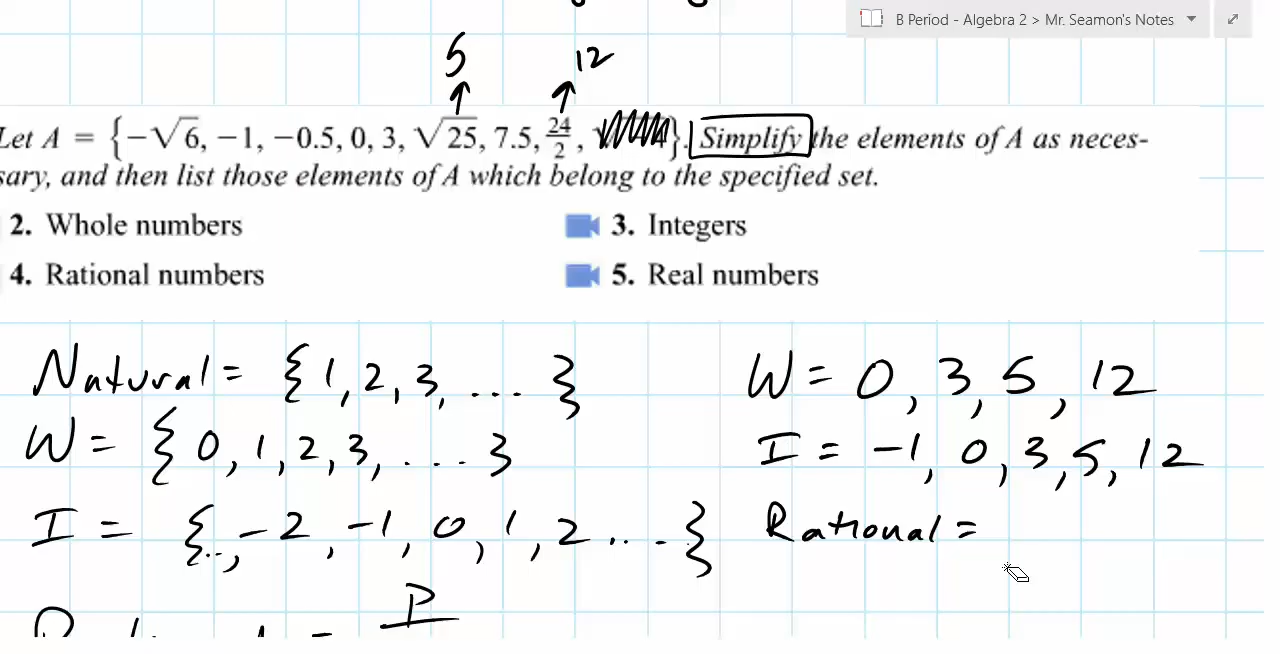 B Period - Algebra 2 > Mr. Seamon's Notes
5 12
Let A = {−√6, −1, −0.5, 0, 3, √25, 7.5, 24/2, }. Simplify the elements of A as neces-
sary, and then list those elements of A which belong to the specified set.
2. Whole numbers 3. Integers
4. Rational numbers 5. Real numbers
Natural = {1, 2, 3, ... }
W = {0, 1, 2, 3, ... }
I = {.., -2, -1, 0, 1, 2 ... }
P
W = 0, 3, 5, 12
I = -1, 0, 3, 5, 12
Rational =